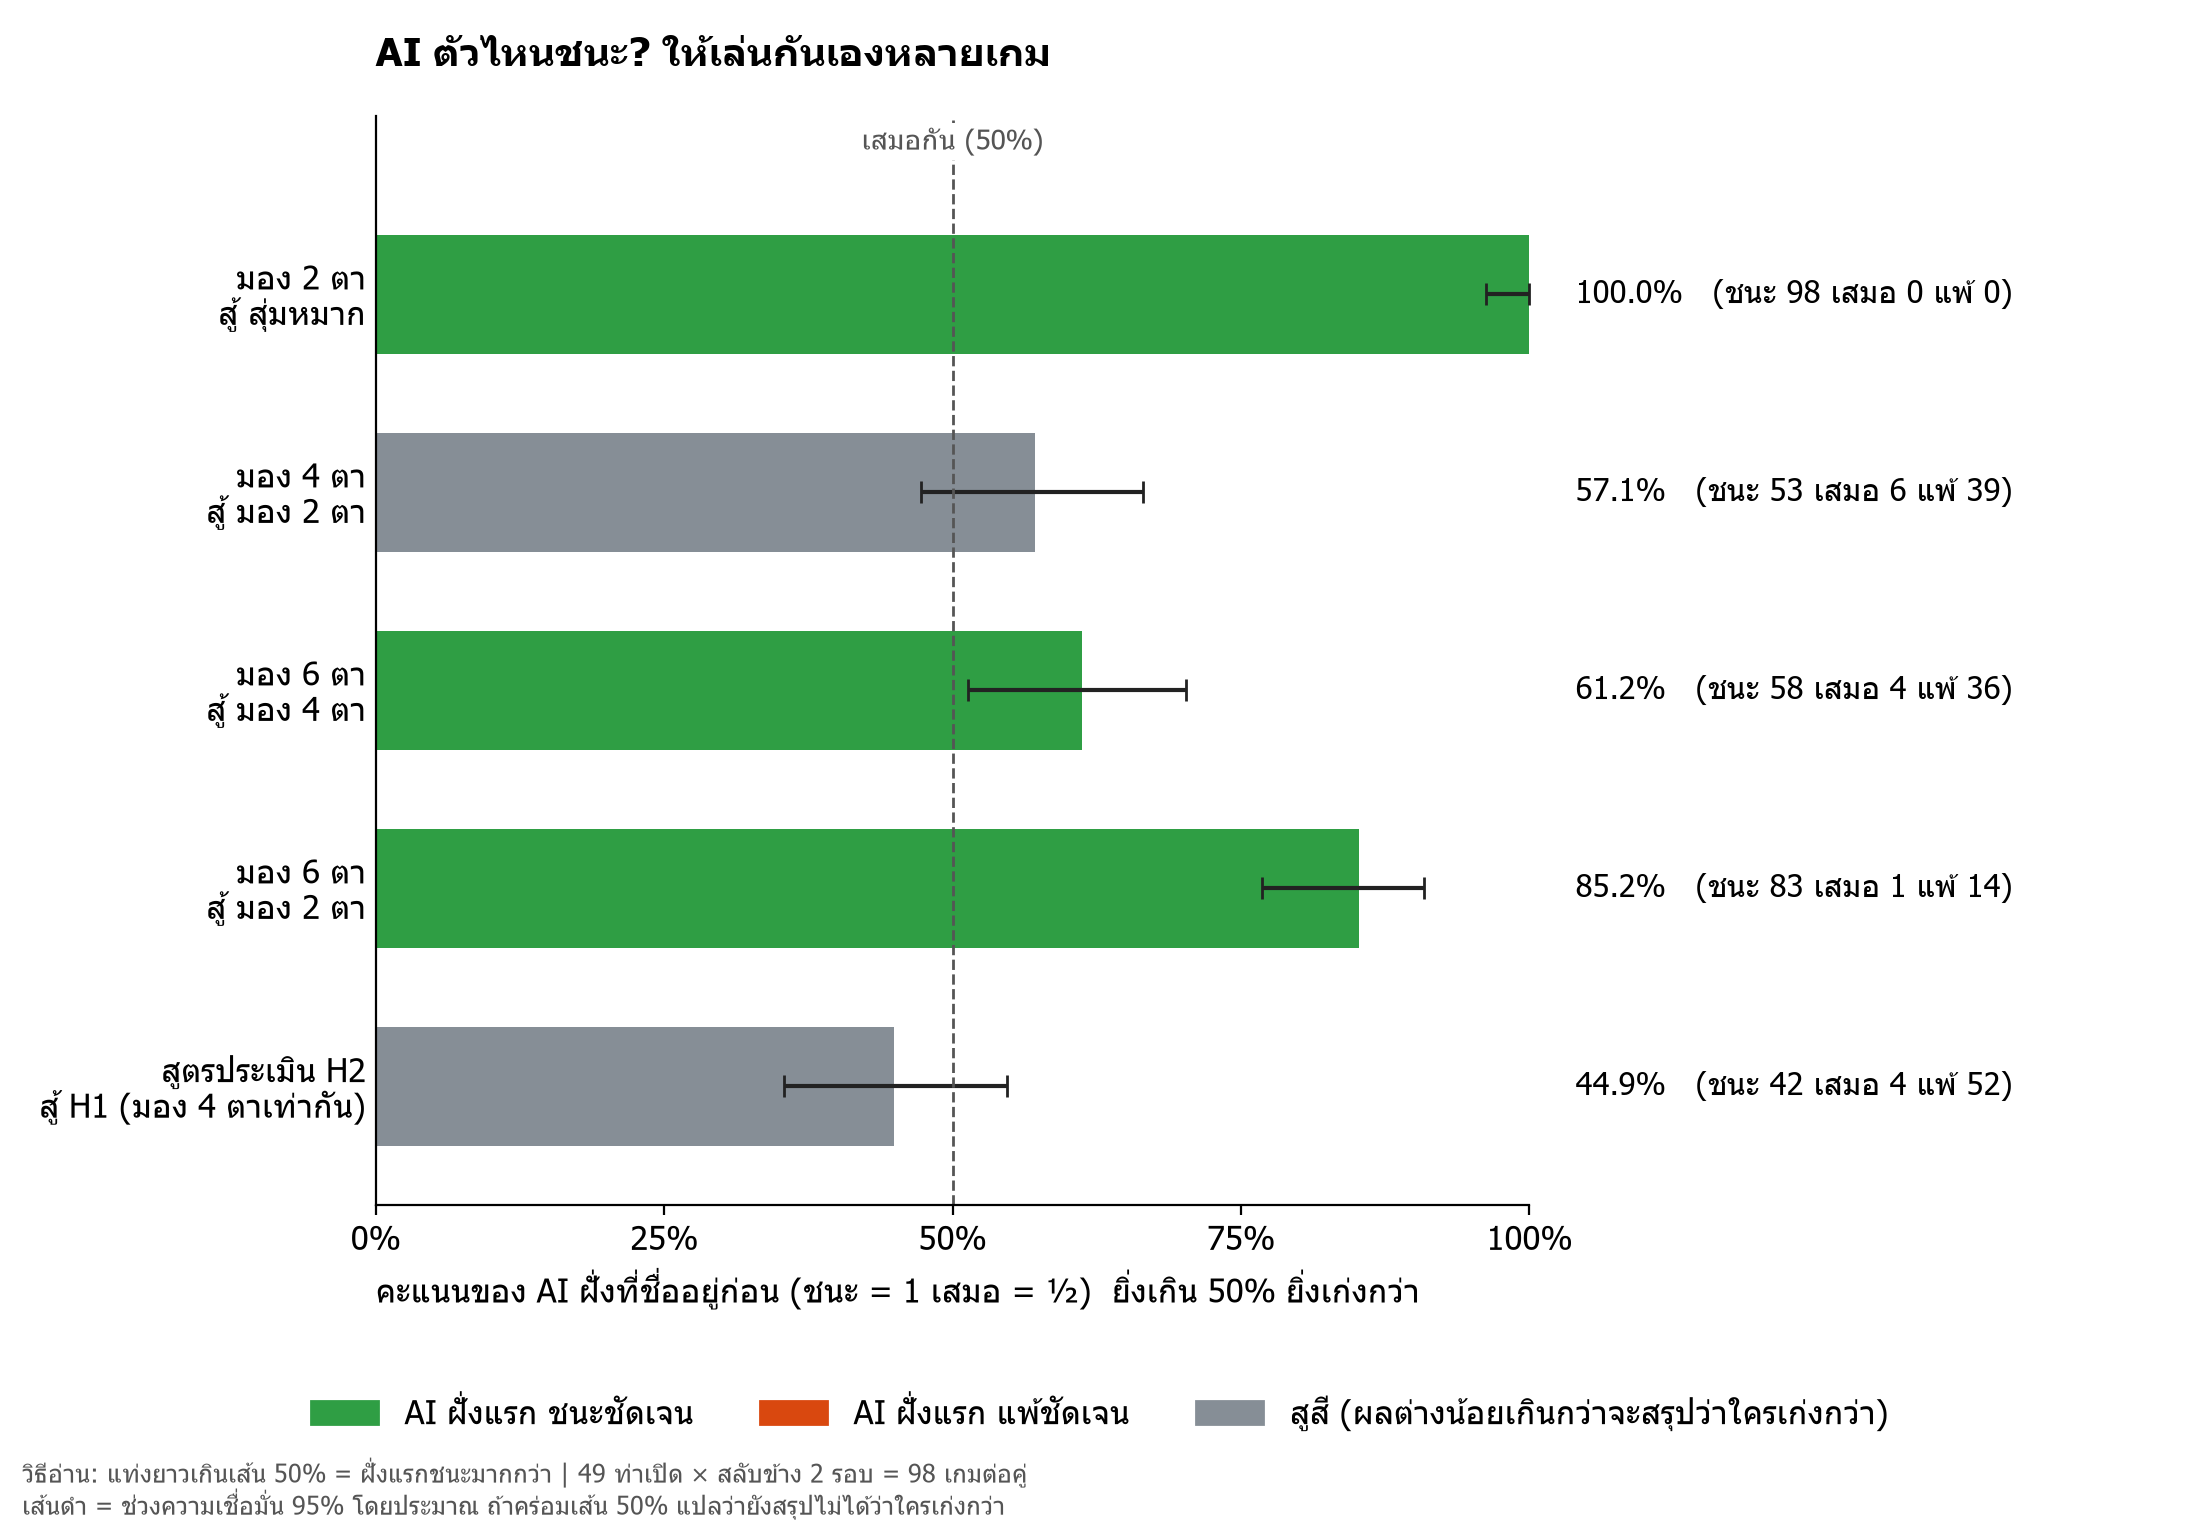 AI ตัวไหนชนะ? ให้เล่นกันเองหลายเกม
เสมอกัน (50%)
มอง 2 ตา
สู้ สุ่มหมาก
100.0% (ชนะ 98 เสมอ 0 แพ้ 0)
มอง 4 ตา
สู้ มอง 2 ตา
57.1% (ชนะ 53 เสมอ 6 แพ้ 39)
มอง 6 ตา
สู้ มอง 4 ตา
61.2% (ชนะ 58 เสมอ 4 แพ้ 36)
มอง 6 ตา
สู้ มอง 2 ตา
85.2% (ชนะ 83 เสมอ 1 แพ้ 14)
สูตรประเมิน H2
สู้ H1 (มอง 4 ตาเท่ากัน)
44.9% (ชนะ 42 เสมอ 4 แพ้ 52)
0% 25% 50% 75% 100%
คะแนนของ AI ฝั่งที่ชื่ออยู่ก่อน (ชนะ = 1 เสมอ = ½) ยิ่งเกิน 50% ยิ่งเก่งกว่า
AI ฝั่งแรก ชนะชัดเจน AI ฝั่งแรก แพ้ชัดเจน สูสี (ผลต่างน้อยเกินกว่าจะสรุปว่าใครเก่งกว่า)
วิธีอ่าน: แท่งยาวเกินเส้น 50% = ฝั่งแรกชนะมากกว่า | 49 ท่าเปิด × สลับข้าง 2 รอบ = 98 เกมต่อคู่
เส้นดำ = ช่วงความเชื่อมั่น 95% โดยประมาณ ถ้าคร่อมเส้น 50% แปลว่ายังสรุปไม่ได้ว่าใครเก่งกว่า